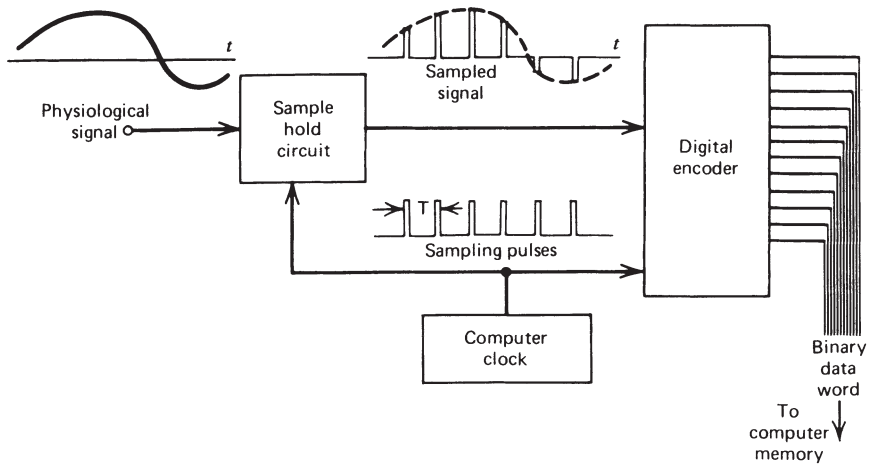 t
Physiological
signal
Sample
hold
circuit
t
Sampled
signal
T
Sampling pulses
Computer
clock
Digital
encoder
Binary
data
word
To
computer
memory